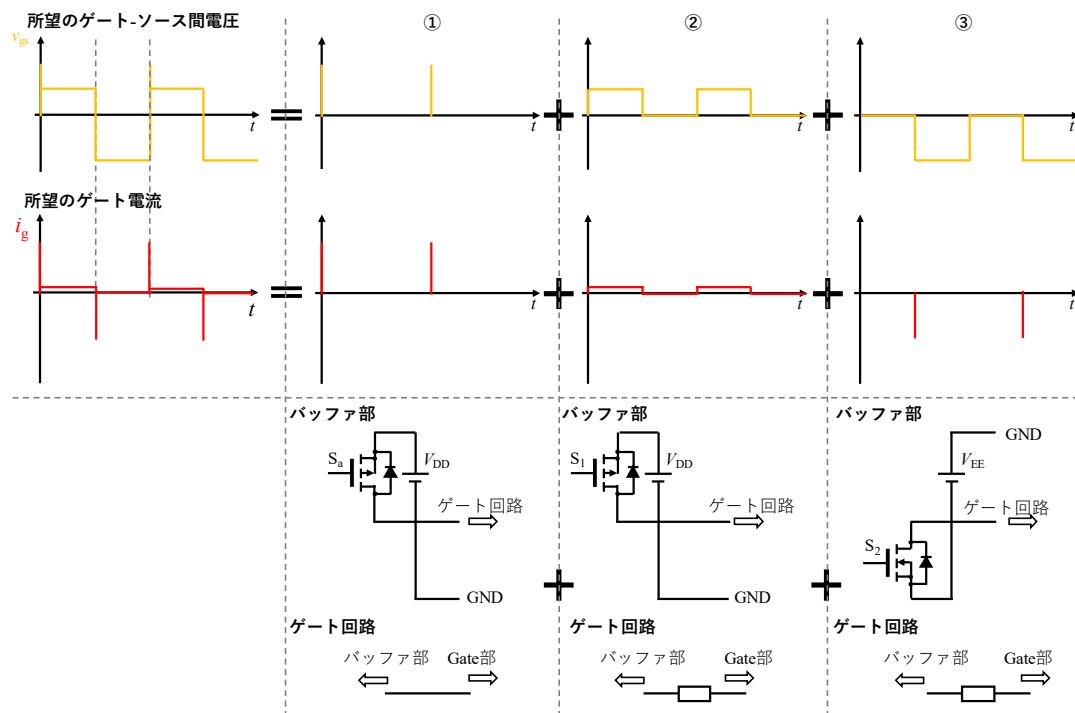 所望のゲート-ソース間電圧
① ② ③
vgs
t t t t
所望のゲート電流
ig
t t t t
バッファ部 バッファ部 バッファ部
GND
Sa VDD S1 VDD VEE
ゲート回路 ゲート回路 ゲート回路
S2
GND GND
ゲート回路 ゲート回路 ゲート回路
バッファ部 Gate部 バッファ部 Gate部 バッファ部 Gate部